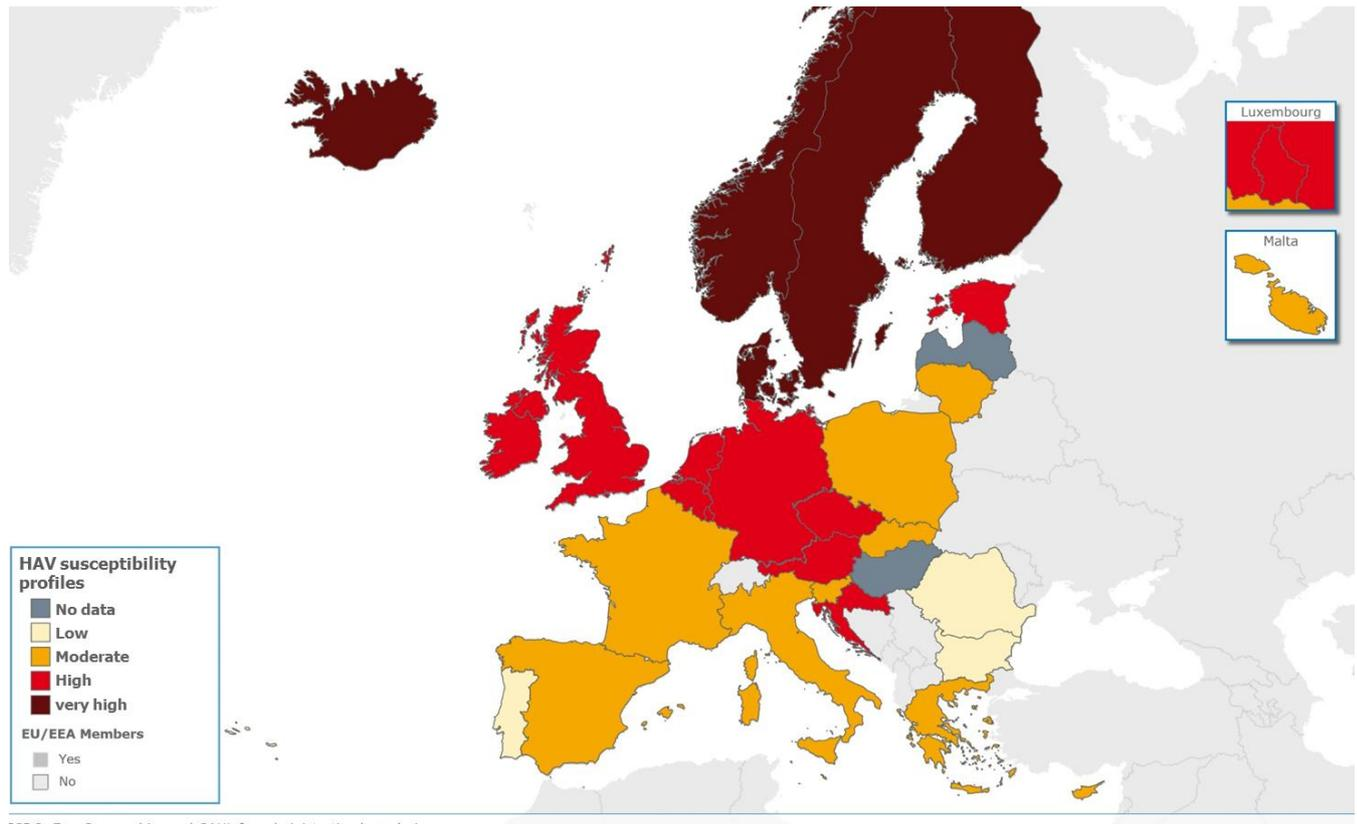 Luxembourg
Malta
HAV susceptibility
profiles
No data
Low
Moderate
High
very high
EU/EEA Members
Yes
No